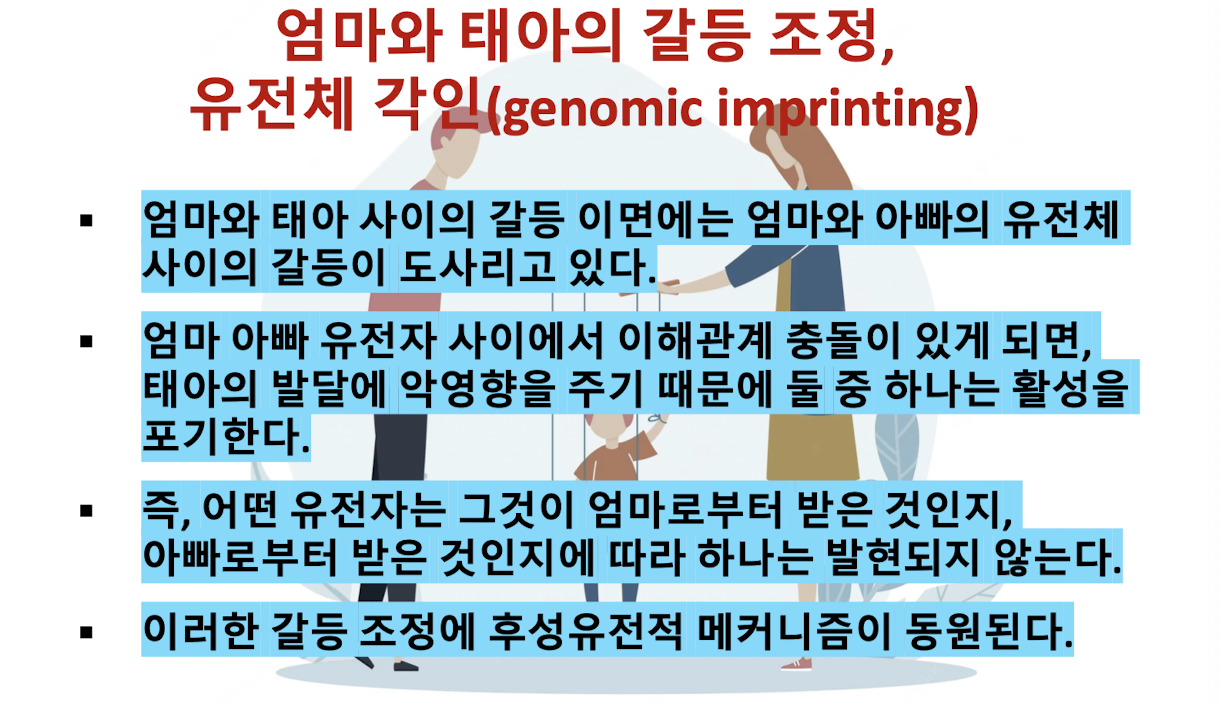 엄마와 태아의 갈등 조정,
유전체 각인(genomic imprinting)
▪ 엄마와 태아 사이의 갈등 이면에는 엄마와 아빠의 유전체
사이의 갈등이 도사리고 있다.
▪ 엄마 아빠 유전자 사이에서 이해관계 충돌이 있게 되면,
태아의 발달에 악영향을 주기 때문에 둘 중 하나는 활성을
포기한다.
▪ 즉, 어떤 유전자는 그것이 엄마로부터 받은 것인지,
아빠로부터 받은 것인지에 따라 하나는 발현되지 않는다.
▪ 이러한 갈등 조정에 후성유전적 메커니즘이 동원된다.